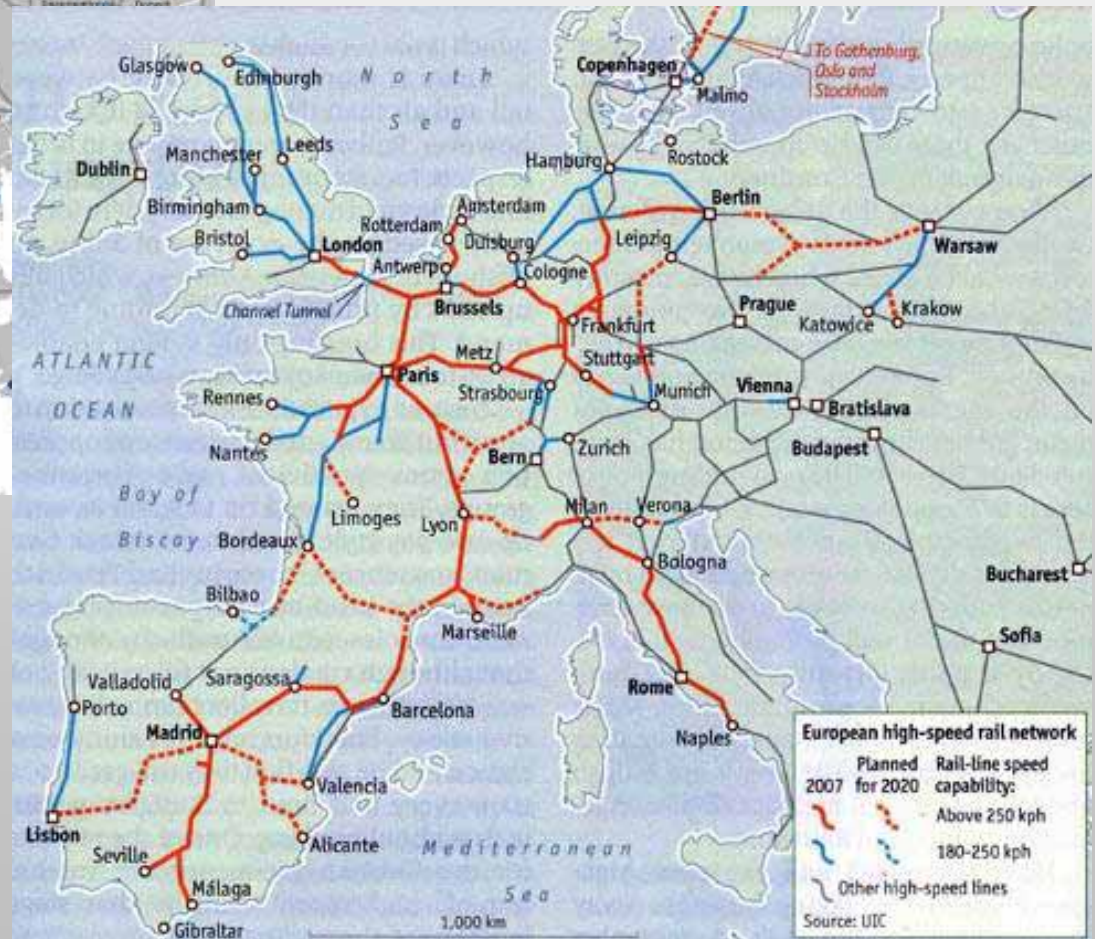 Glasgow
Edinburgh
North
Sea
Copenhagen
Malmo
To Gothenburg,
Oslo and
Stockholm
Dublin
Manchester
Leeds
Hamburg
Rostock
Birmingham
Amsterdam
Berlin
Bristol
London
Rotterdam
Duisburg
Leipzig
Warsaw
Antwerp
Cologne
Channel Tunnel
Brussels
Frankfurt
Prague
Katowice
Krakow
ATLANTIC
OCEAN
Metz
Stuttgart
Paris
Strasbourg
Munich
Vienna
Bratislava
Rennes
Budapest
Nantes
Bern
Zurich
Bay of
Biscay
Limoges
Lyon
Milan
Verona
Bordeaux
Bologna
Bucharest
Bilbao
Marseille
Sofia
Valladolid
Saragossa
Rome
Porto
Barcelona
Madrid
Naples
Valencia
Lisbon
Alicante
Mediterranean
Sea
Seville
Málaga
Gibraltar
1,000 km
European high-speed rail network
2007
Planned
for 2020
Rail-line speed
capability:
Above 250 kph
180-250 kph
Other high-speed lines
Source: UIC